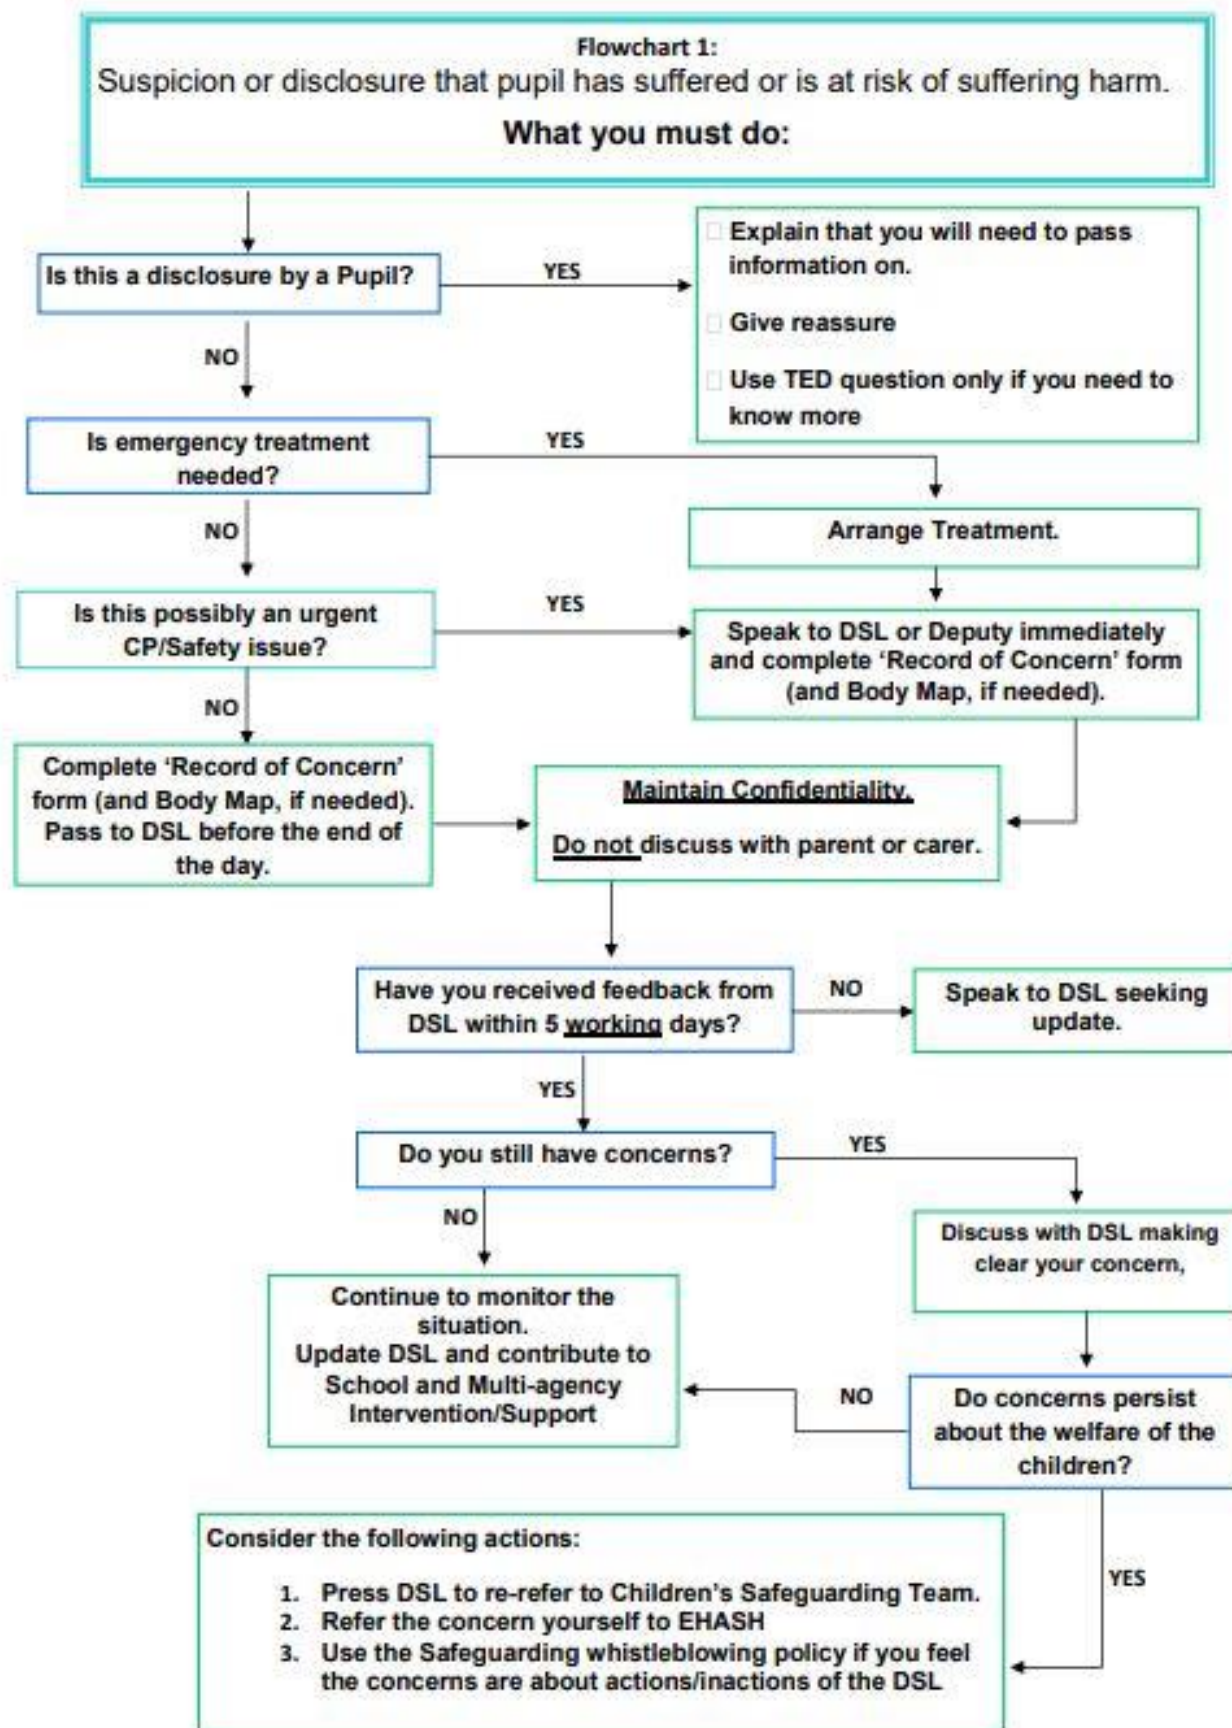 Flowchart 1:
Suspicion or disclosure that pupil has suffered or is at risk of suffering harm.
What you must do:
Is this a disclosure by a Pupil?
YES
Explain that you will need to pass
information on.
Give reassure
Use TED question only if you need to
know more
NO
Is emergency treatment
needed?
YES
Arrange Treatment.
NO
Is this possibly an urgent
CP/Safety issue?
YES
Speak to DSL or Deputy immediately
and complete ‘Record of Concern’ form
(and Body Map, if needed).
NO
Complete ‘Record of Concern’
form (and Body Map, if needed).
Pass to DSL before the end of
the day.
Maintain Confidentiality.
Do not discuss with parent or carer.
Have you received feedback from
DSL within 5 working days?
NO
Speak to DSL seeking
update.
YES
Do you still have concerns?
YES
NO
Discuss with DSL making
clear your concern,
Continue to monitor the
situation.
Update DSL and contribute to
School and Multi-agency
Intervention/Support
NO
Do concerns persist
about the welfare of the
children?
YES
Consider the following actions:
1. Press DSL to re-refer to Children’s Safeguarding Team.
2. Refer the concern yourself to EHASH
3. Use the Safeguarding whistleblowing policy if you feel
the concerns are about actions/inactions of the DSL